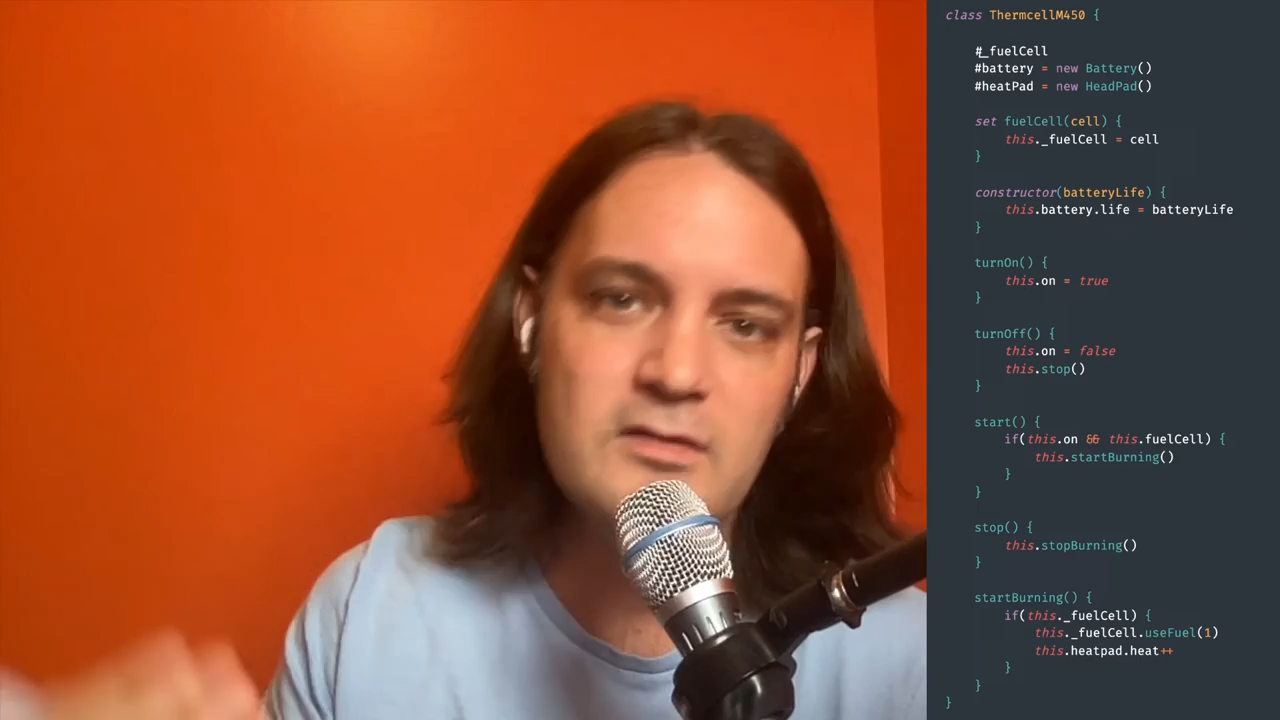 class ThermcellM450 {
#_fuelCell
#battery = new Battery()
#heatPad = new HeadPad()
set fuelCell(cell) {
this._fuelCell = cell
}
constructor(batteryLife) {
this.battery.life = batteryLife
}
turnOn() {
this.on = true
}
turnOff() {
this.on = false
this.stop()
}
start() {
if(this.on && this.fuelCell) {
this.startBurning()
}
}
stop() {
this.stopBurning()
}
startBurning() {
if(this._fuelCell) {
this._fuelCell.useFuel(1)
this.heatpad.heat++
}
}
}